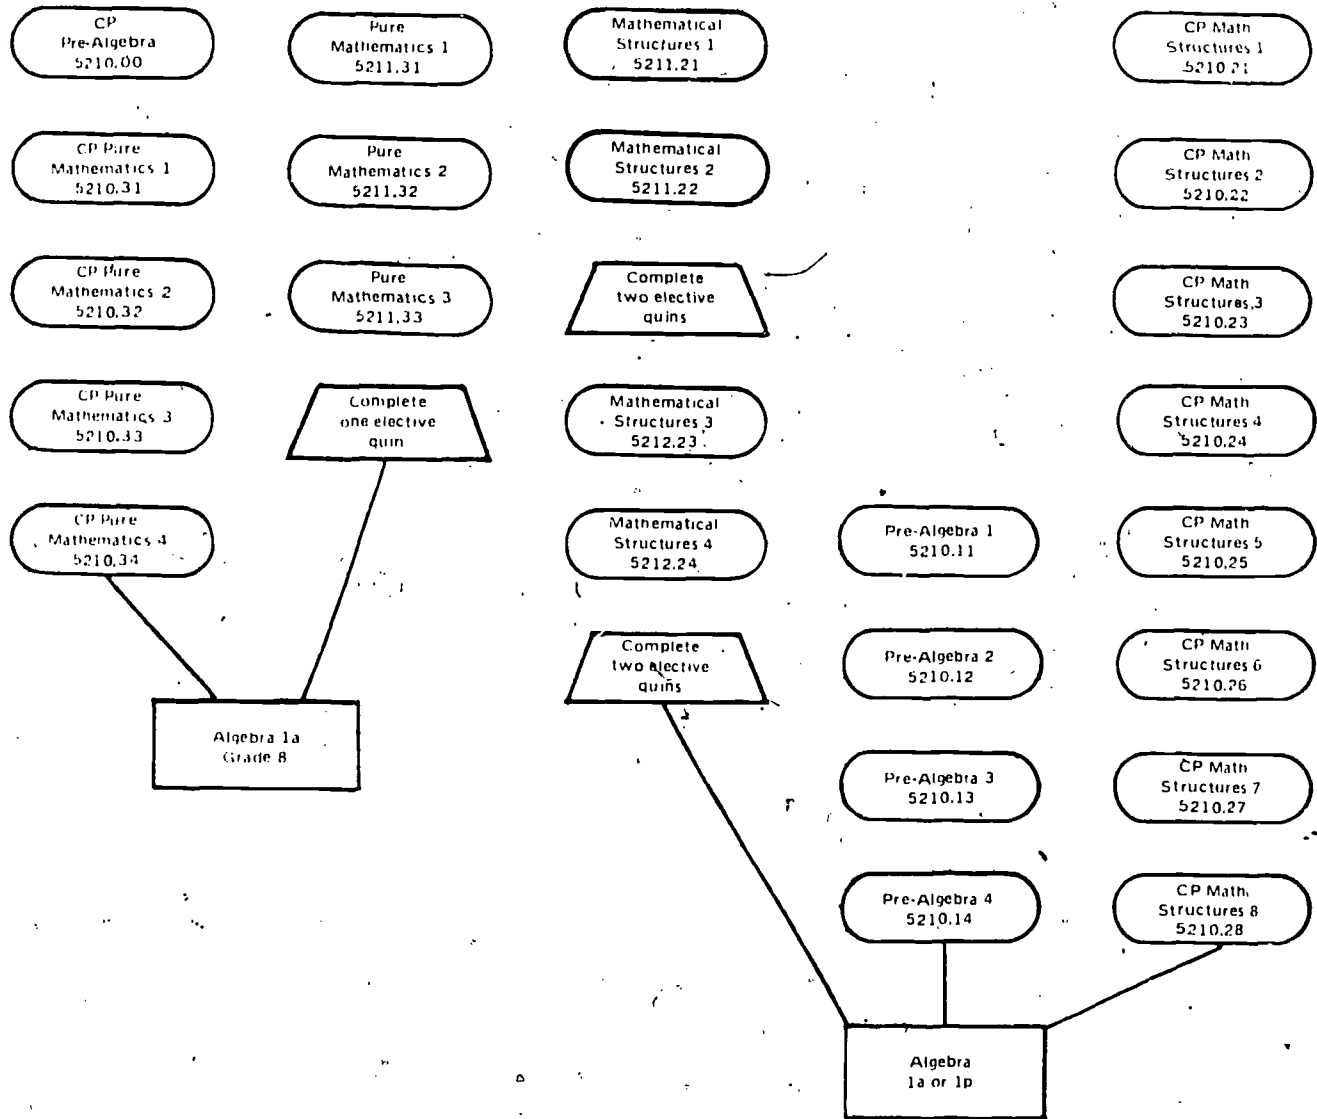 CP
Pre-Algebra
5210.00
CP Pure
Mathematics 1
5210.31
CP Pure
Mathematics 2
5210.32
CP Pure
Mathematics 3
5210.33
CP Pure
Mathematics 4
5210.34
Pure
Mathematics 1
5211.31
Pure
Mathematics 2
5211.32
Pure
Mathematics 3
5211.33
Complete
one elective
quin
Algebra 1a
Grade 8
Mathematical
Structures 1
5211.21
Mathematical
Structures 2
5211.22
Complete
two elective
quins
Mathematical
Structures 3
5212.23
Mathematical
Structures 4
5212.24
Complete
two elective
quins
Pre-Algebra 1
5210.11
Pre-Algebra 2
5210.12
Pre-Algebra 3
5210.13
Pre-Algebra 4
5210.14
CP Math
Structures 1
5210.21
CP Math
Structures 2
5210.22
CP Math
Structures 3
5210.23
CP Math
Structures 4
5210.24
CP Math
Structures 5
5210.25
CP Math
Structures 6
5210.26
CP Math
Structures 7
5210.27
CP Math
Structures 8
5210.28
Algebra
1a or 1p